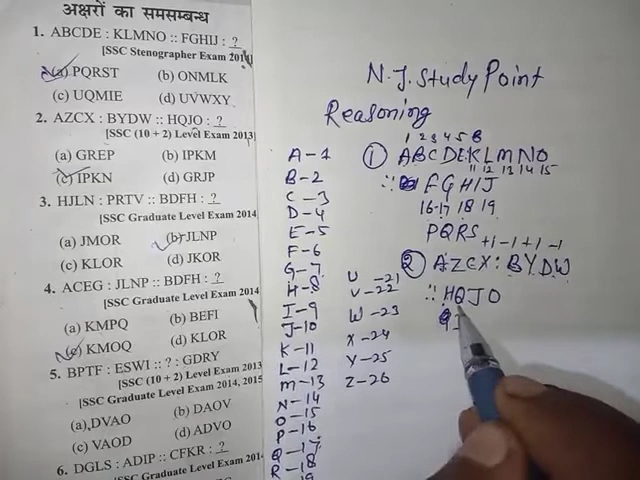 अक्षरों का समसम्बन्ध
1. ABCDE : KLMNO :: FGHIJ : ?
[SSC Stenographer Exam
(a) PQRST (b) ONMLK
(c) UQMIE (d) UVWXY
2. AZCX : BYDW :: HQJO : ?
[SSC (10 + 2) Level Exam 2013]
(a) GREP (b) IPKM
(c) IPKN (d) GRJP
3. HJLN : PRTV :: BDFH : ?
[SSC Graduate Level Exam 2014
(a) JMOR (b) JLNP
(c) KLOR (d) JKOR
4. ACEG : JLNP :: BDFH : ?
[SSC Graduate Level Exam 2014
(a) KMPQ (b) BEFI
(c) KMOQ (d) KLOR
5. BPTF : ESWI :: GDRY : ?
[SSC (10 + 2) Level Exam 2013
[SSC Graduate Level Exam 2014, 2015
(a) DVAO (b) DAOV
(c) VAOD (d) ADVO
6. DGLS : ADIP :: CFKR : ?
[SSC Graduate Level Exam 2014
A-1
B-2
C-3
D-4
E-5
F-6
G-7
H-8
I-9
J-10
K-11
L-12
M-13
N-14
O-15
P-16
Q-17
R-18
19
U -21
V-22
W-23
X-24
Y-25
Z-26
N.J. Study Point
Reasoning
1 2 3 4 5
① ABCDE KLMNO
11 12 13 14 15
∵ FGHIJ
16-17 18 19
PQRS
+1 -1 +1 -1
② AZCX : BYDW
∵ HQJO
9 I